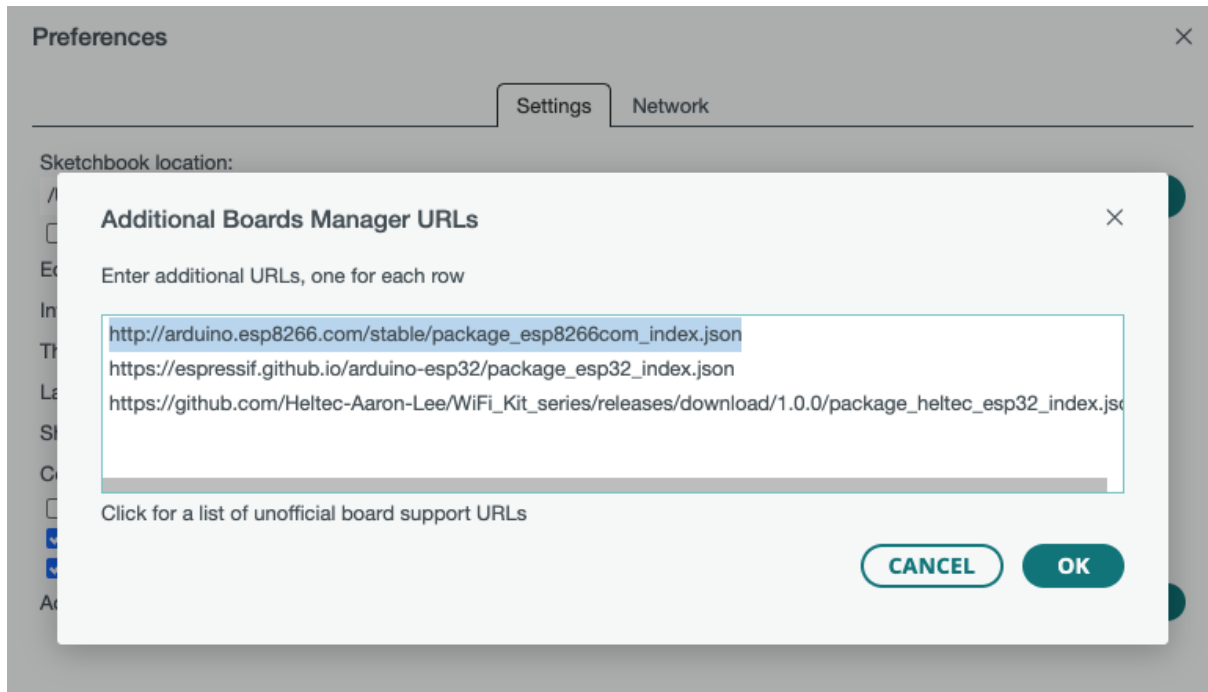 Preferences
Settings
Network
Sketchbook location:
Additional Boards Manager URLs
Enter additional URLs, one for each row
http://arduino.esp8266.com/stable/package_esp8266com_index.json
https://espressif.github.io/arduino-esp32/package_esp32_index.json
https://github.com/Heltec-Aaron-Lee/WiFi_Kit_series/releases/download/1.0.0/package_heltec_esp32_index.jso
Click for a list of unofficial board support URLs
CANCEL
OK